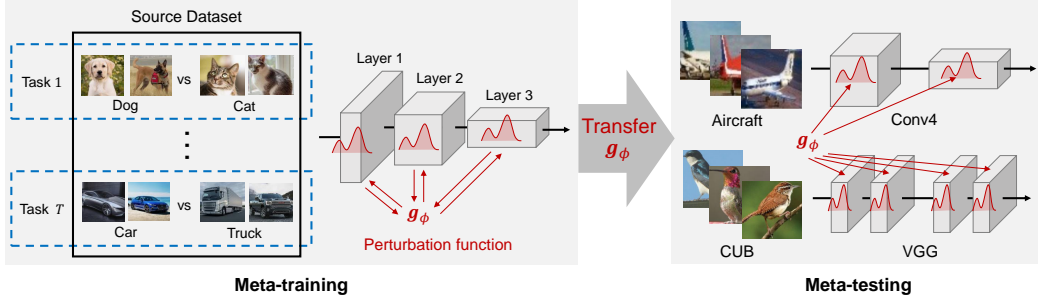 Source Dataset
Task 1
vs
Dog
Cat
Task T
vs
Car
Truck
Layer 1
Layer 2
Layer 3
g_ϕ
Perturbation function
Meta-training
Transfer
g_ϕ
Aircraft
Conv4
g_ϕ
CUB
VGG
Meta-testing